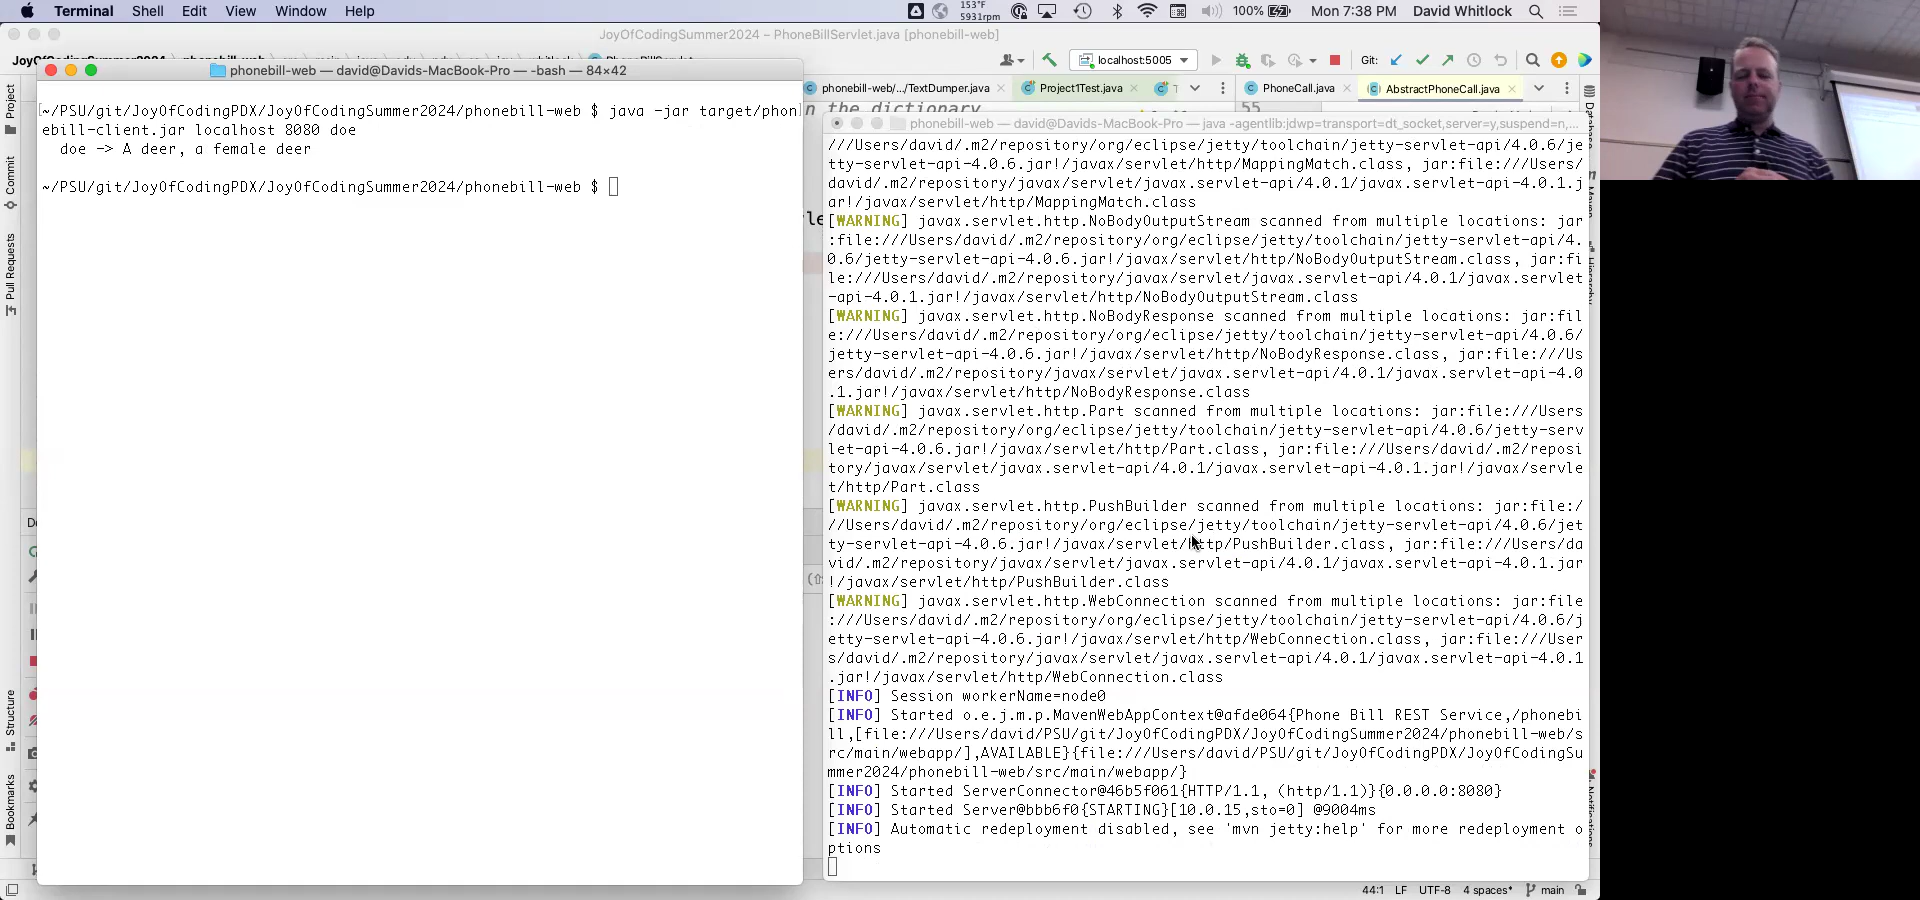 Terminal Shell Edit View Window Help 153°F 5931rpm 100% Mon 7:38 PM David Whitlock
JoyOfCodingSummer2024 – PhoneBillServlet.java [phonebill-web]
localhost:5005 Git:
phonebill-web — david@Davids-MacBook-Pro — -bash — 84×42
phonebill-web/.../TextDumper.java Project1Test.java PhoneCall.java AbstractPhoneCall.java
n the dictionary 55
[~/PSU/git/JoyOfCodingPDX/JoyOfCodingSummer2024/phonebill-web $ java -jar target/phon]
ebill-client.jar localhost 8080 doe
doe -> A deer, a female deer
~/PSU/git/JoyOfCodingPDX/JoyOfCodingSummer2024/phonebill-web $
phonebill-web — david@Davids-MacBook-Pro — java -agentlib:jdwp=transport=dt_socket,server=y,suspend=n,...
///Users/david/.m2/repository/org/eclipse/jetty/toolchain/jetty-servlet-api/4.0.6/je
tty-servlet-api-4.0.6.jar!/javax/servlet/http/MappingMatch.class, jar:file:///Users/
david/.m2/repository/javax/servlet/javax.servlet-api/4.0.1/javax.servlet-api-4.0.1.j
ar!/javax/servlet/http/MappingMatch.class
[WARNING] javax.servlet.http.NoBodyOutputStream scanned from multiple locations: jar
:file:///Users/david/.m2/repository/org/eclipse/jetty/toolchain/jetty-servlet-api/4.
0.6/jetty-servlet-api-4.0.6.jar!/javax/servlet/http/NoBodyOutputStream.class, jar:fi
le:///Users/david/.m2/repository/javax/servlet/javax.servlet-api/4.0.1/javax.servlet
-api-4.0.1.jar!/javax/servlet/http/NoBodyOutputStream.class
[WARNING] javax.servlet.http.NoBodyResponse scanned from multiple locations: jar:fil
e:///Users/david/.m2/repository/org/eclipse/jetty/toolchain/jetty-servlet-api/4.0.6/
jetty-servlet-api-4.0.6.jar!/javax/servlet/http/NoBodyResponse.class, jar:file:///Us
ers/david/.m2/repository/javax/servlet/javax.servlet-api/4.0.1/javax.servlet-api-4.0
.1.jar!/javax/servlet/http/NoBodyResponse.class
[WARNING] javax.servlet.http.Part scanned from multiple locations: jar:file:///Users
/david/.m2/repository/org/eclipse/jetty/toolchain/jetty-servlet-api/4.0.6/jetty-serv
let-api-4.0.6.jar!/javax/servlet/http/Part.class, jar:file:///Users/david/.m2/reposi
tory/javax/servlet/javax.servlet-api/4.0.1/javax.servlet-api-4.0.1.jar!/javax/servle
t/http/Part.class
[WARNING] javax.servlet.http.PushBuilder scanned from multiple locations: jar:file:/
//Users/david/.m2/repository/org/eclipse/jetty/toolchain/jetty-servlet-api/4.0.6/jet
ty-servlet-api-4.0.6.jar!/javax/servlet/http/PushBuilder.class, jar:file:///Users/da
vid/.m2/repository/javax/servlet/javax.servlet-api/4.0.1/javax.servlet-api-4.0.1.jar
!/javax/servlet/http/PushBuilder.class
[WARNING] javax.servlet.http.WebConnection scanned from multiple locations: jar:file
:///Users/david/.m2/repository/org/eclipse/jetty/toolchain/jetty-servlet-api/4.0.6/j
etty-servlet-api-4.0.6.jar!/javax/servlet/http/WebConnection.class, jar:file:///User
s/david/.m2/repository/javax/servlet/javax.servlet-api/4.0.1/javax.servlet-api-4.0.1
.jar!/javax/servlet/http/WebConnection.class
[INFO] Session workerName=node0
[INFO] Started o.e.j.m.p.MavenWebAppContext@afde064{Phone Bill REST Service,/phonebi
ll,[file:///Users/david/PSU/git/JoyOfCodingPDX/JoyOfCodingSummer2024/phonebill-web/s
rc/main/webapp/],AVAILABLE}{file:///Users/david/PSU/git/JoyOfCodingPDX/JoyOfCodingSu
mmer2024/phonebill-web/src/main/webapp/}
[INFO] Started ServerConnector@46b5f061{HTTP/1.1, (http/1.1)}{0.0.0.0:8080}
[INFO] Started Server@bbb6f0{STARTING}[10.0.15,sto=0] @9004ms
[INFO] Automatic redeployment disabled, see 'mvn jetty:help' for more redeployment o
ptions
Project
Commit
Pull Requests
Structure
Bookmarks
44:1 LF UTF-8 4 spaces* main